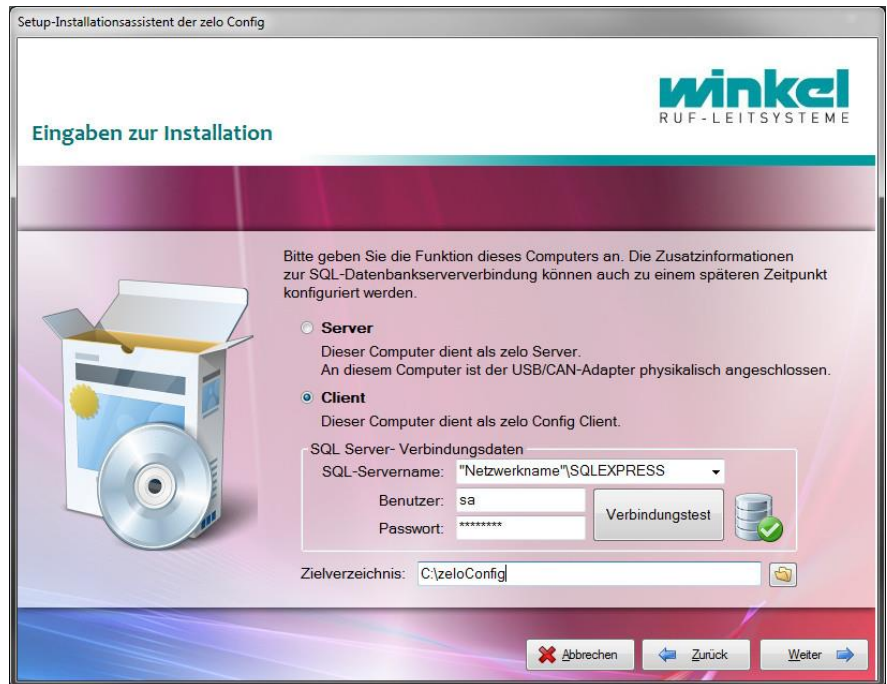 Setup-Installationsassistent der zelo Config
winkel
RUF-LEITSYSTEME
Eingaben zur Installation
Bitte geben Sie die Funktion dieses Computers an. Die Zusatzinformationen
zur SQL-Datenbankserververbindung können auch zu einem späteren Zeitpunkt
konfiguriert werden.
Server
Dieser Computer dient als zelo Server.
An diesem Computer ist der USB/CAN-Adapter physikalisch angeschlossen.
Client
Dieser Computer dient als zelo Config Client.
SQL Server- Verbindungsdaten
SQL-Servername: "Netzwerkname"\SQLEXPRESS
Benutzer: sa
Passwort: ********
Verbindungstest
Zielverzeichnis: C:\zeloConfig
Abbrechen Zurück Weiter